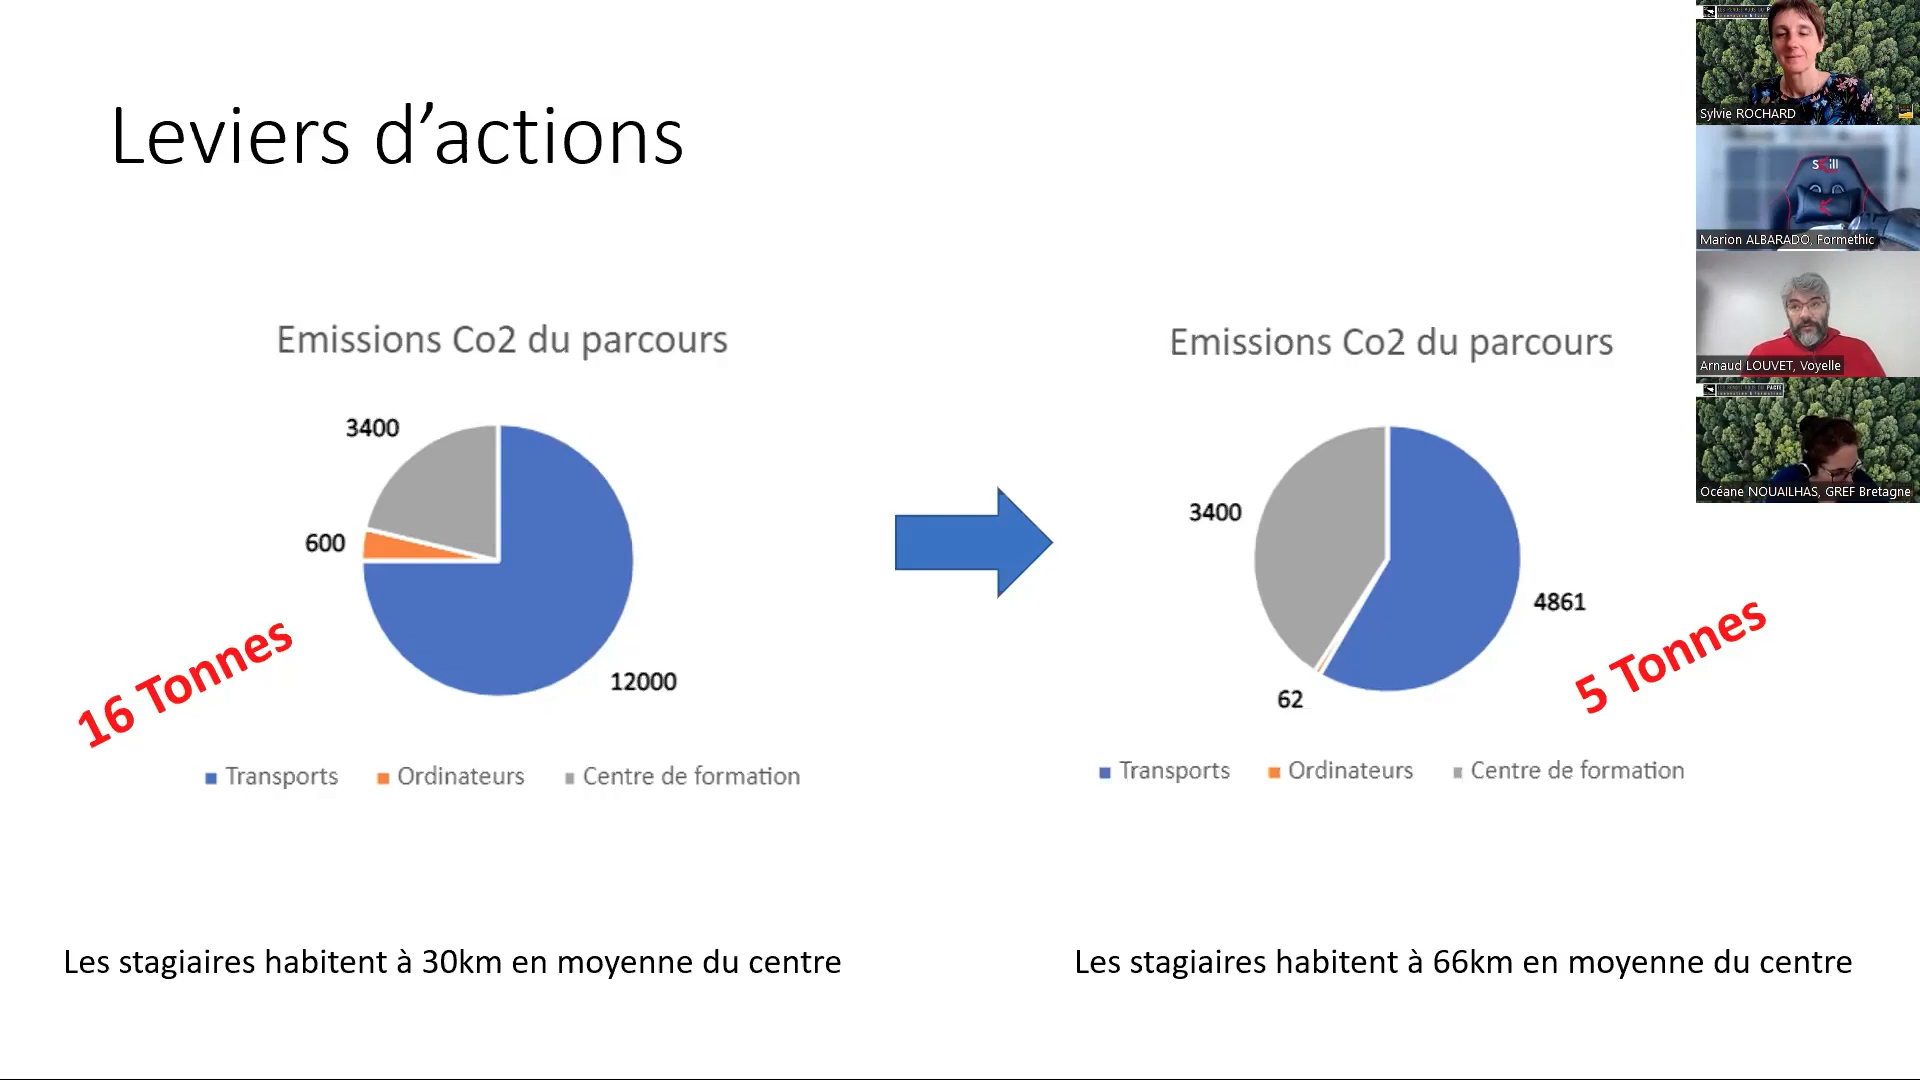 Leviers d’actions
Emissions Co2 du parcours
3400
600
12000
16 Tonnes
Transports
Ordinateurs
Centre de formation
Les stagiaires habitent à 30km en moyenne du centre
Emissions Co2 du parcours
3400
4861
62
5 Tonnes
Transports
Ordinateurs
Centre de formation
Les stagiaires habitent à 66km en moyenne du centre
Sylvie ROCHARD
Marion ALBARADO, Formethic
Arnaud LOUVET, Voyelle
Océane NOUAILHAS, GREF Bretagne